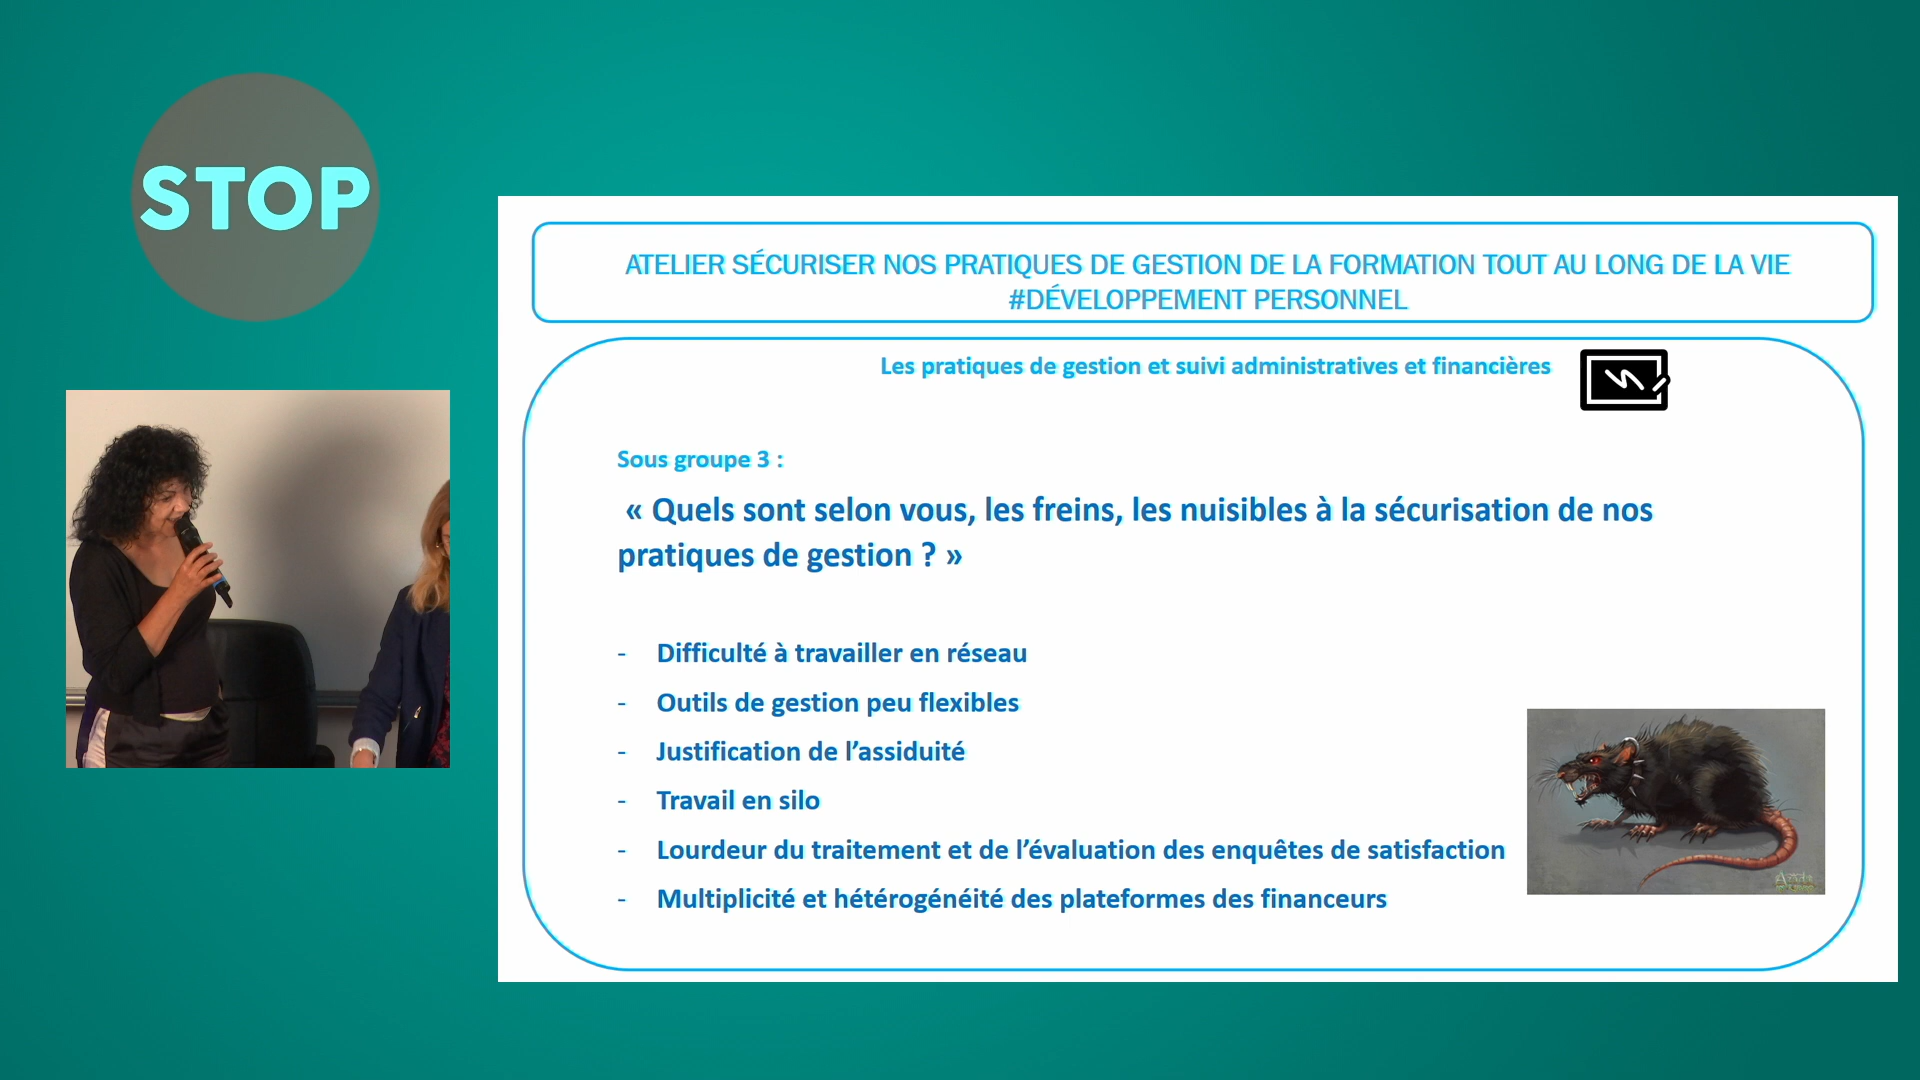 STOP
ATELIER SÉCURISER NOS PRATIQUES DE GESTION DE LA FORMATION TOUT AU LONG DE LA VIE
#DÉVELOPPEMENT PERSONNEL
Les pratiques de gestion et suivi administratives et financières
Sous groupe 3 :
« Quels sont selon vous, les freins, les nuisibles à la sécurisation de nos
pratiques de gestion ? »
- Difficulté à travailler en réseau
- Outils de gestion peu flexibles
- Justification de l’assiduité
- Travail en silo
- Lourdeur du traitement et de l’évaluation des enquêtes de satisfaction
- Multiplicité et hétérogénéité des plateformes des financeurs